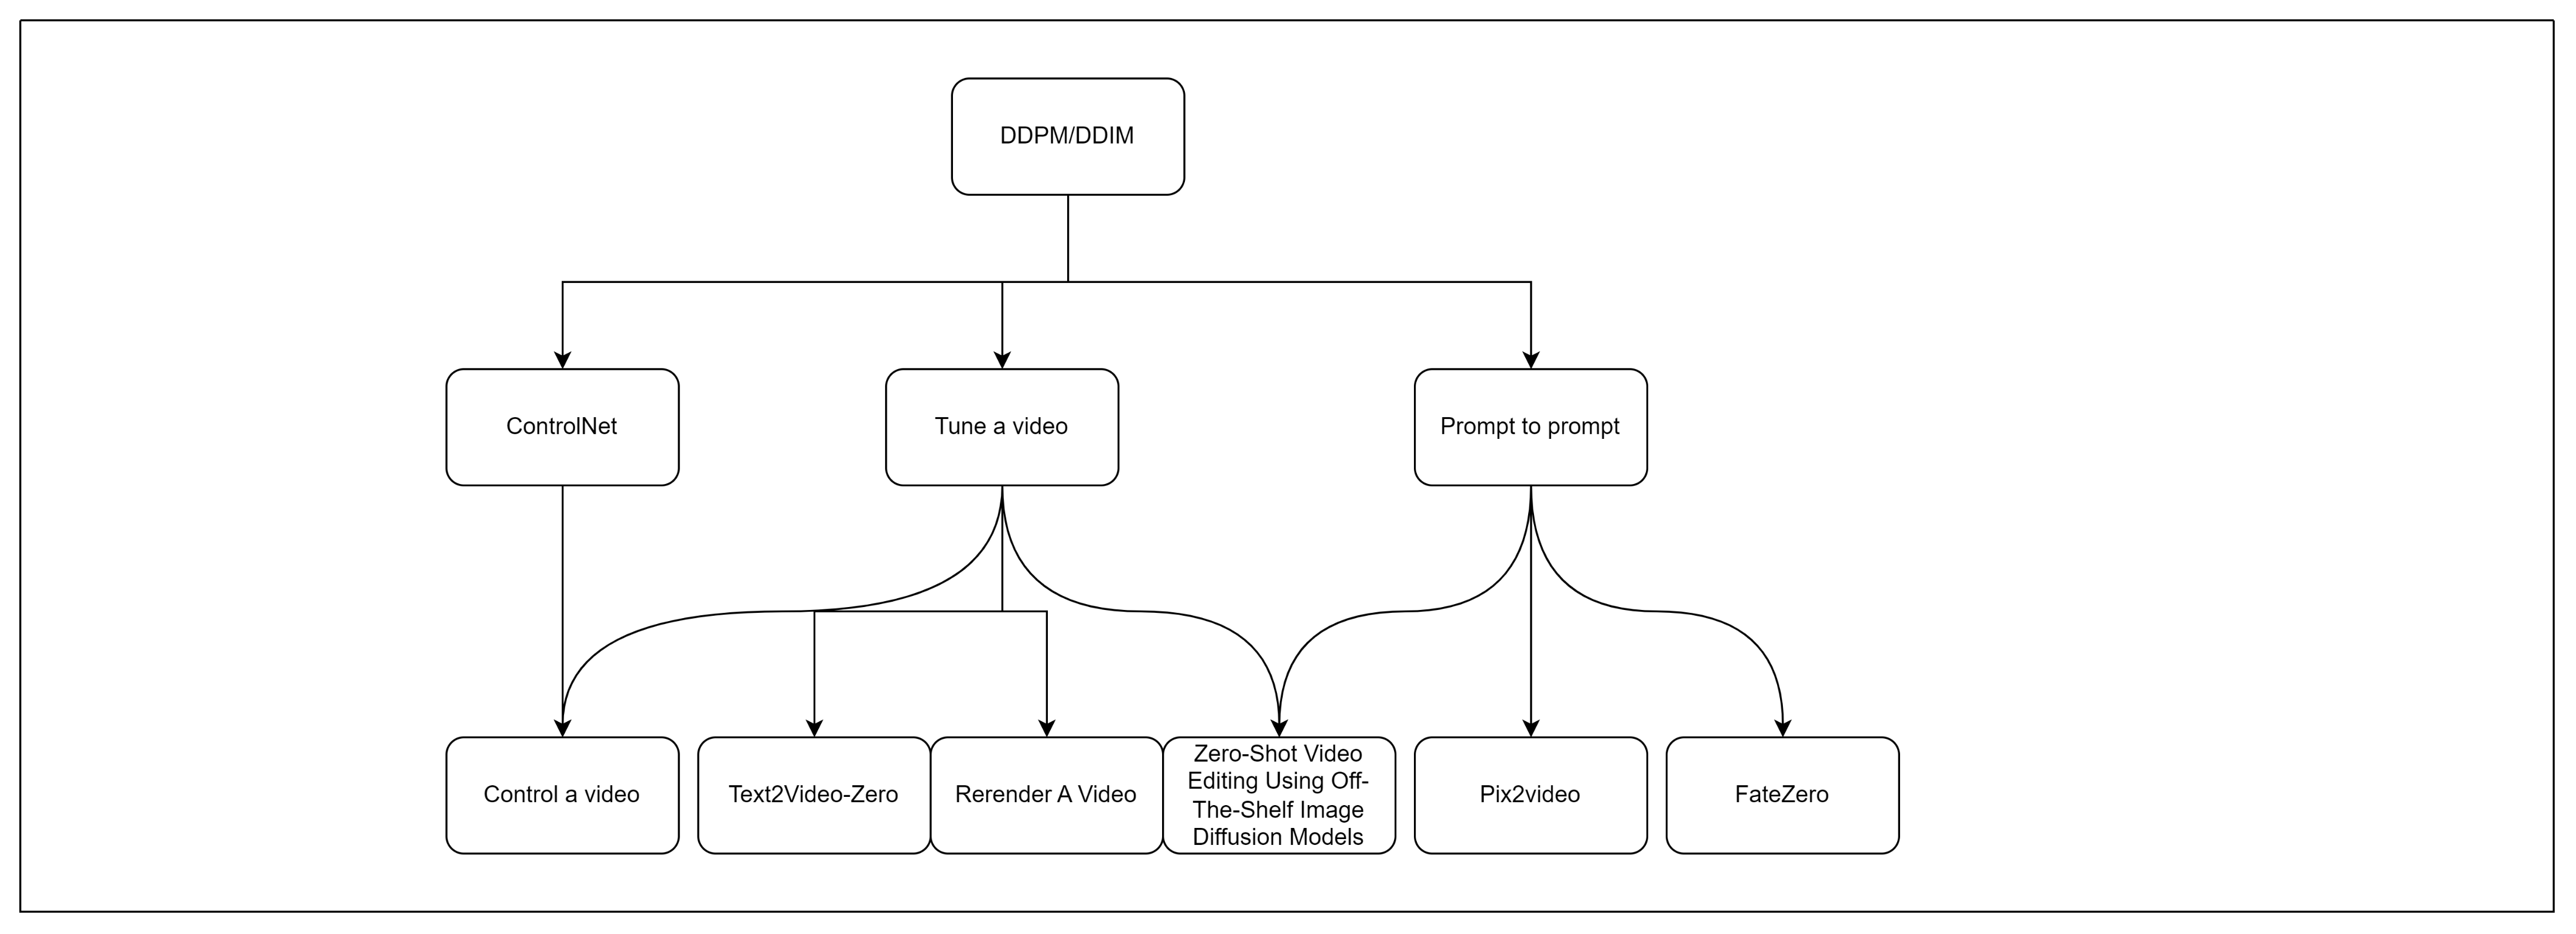 DDPM/DDIM
ControlNet
Tune a video
Prompt to prompt
Control a video
Text2Video-Zero
Rerender A Video
Zero-Shot Video
Editing Using Off-
The-Shelf Image
Diffusion Models
Pix2video
FateZero